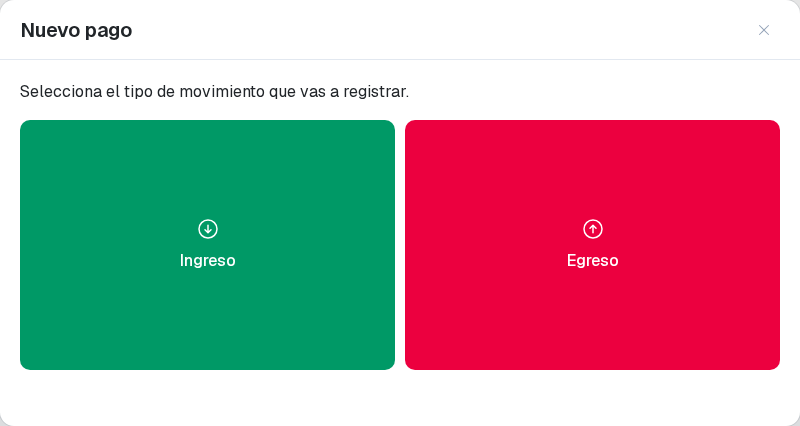 Nuevo pago
Selecciona el tipo de movimiento que vas a registrar.
Ingreso
Egreso